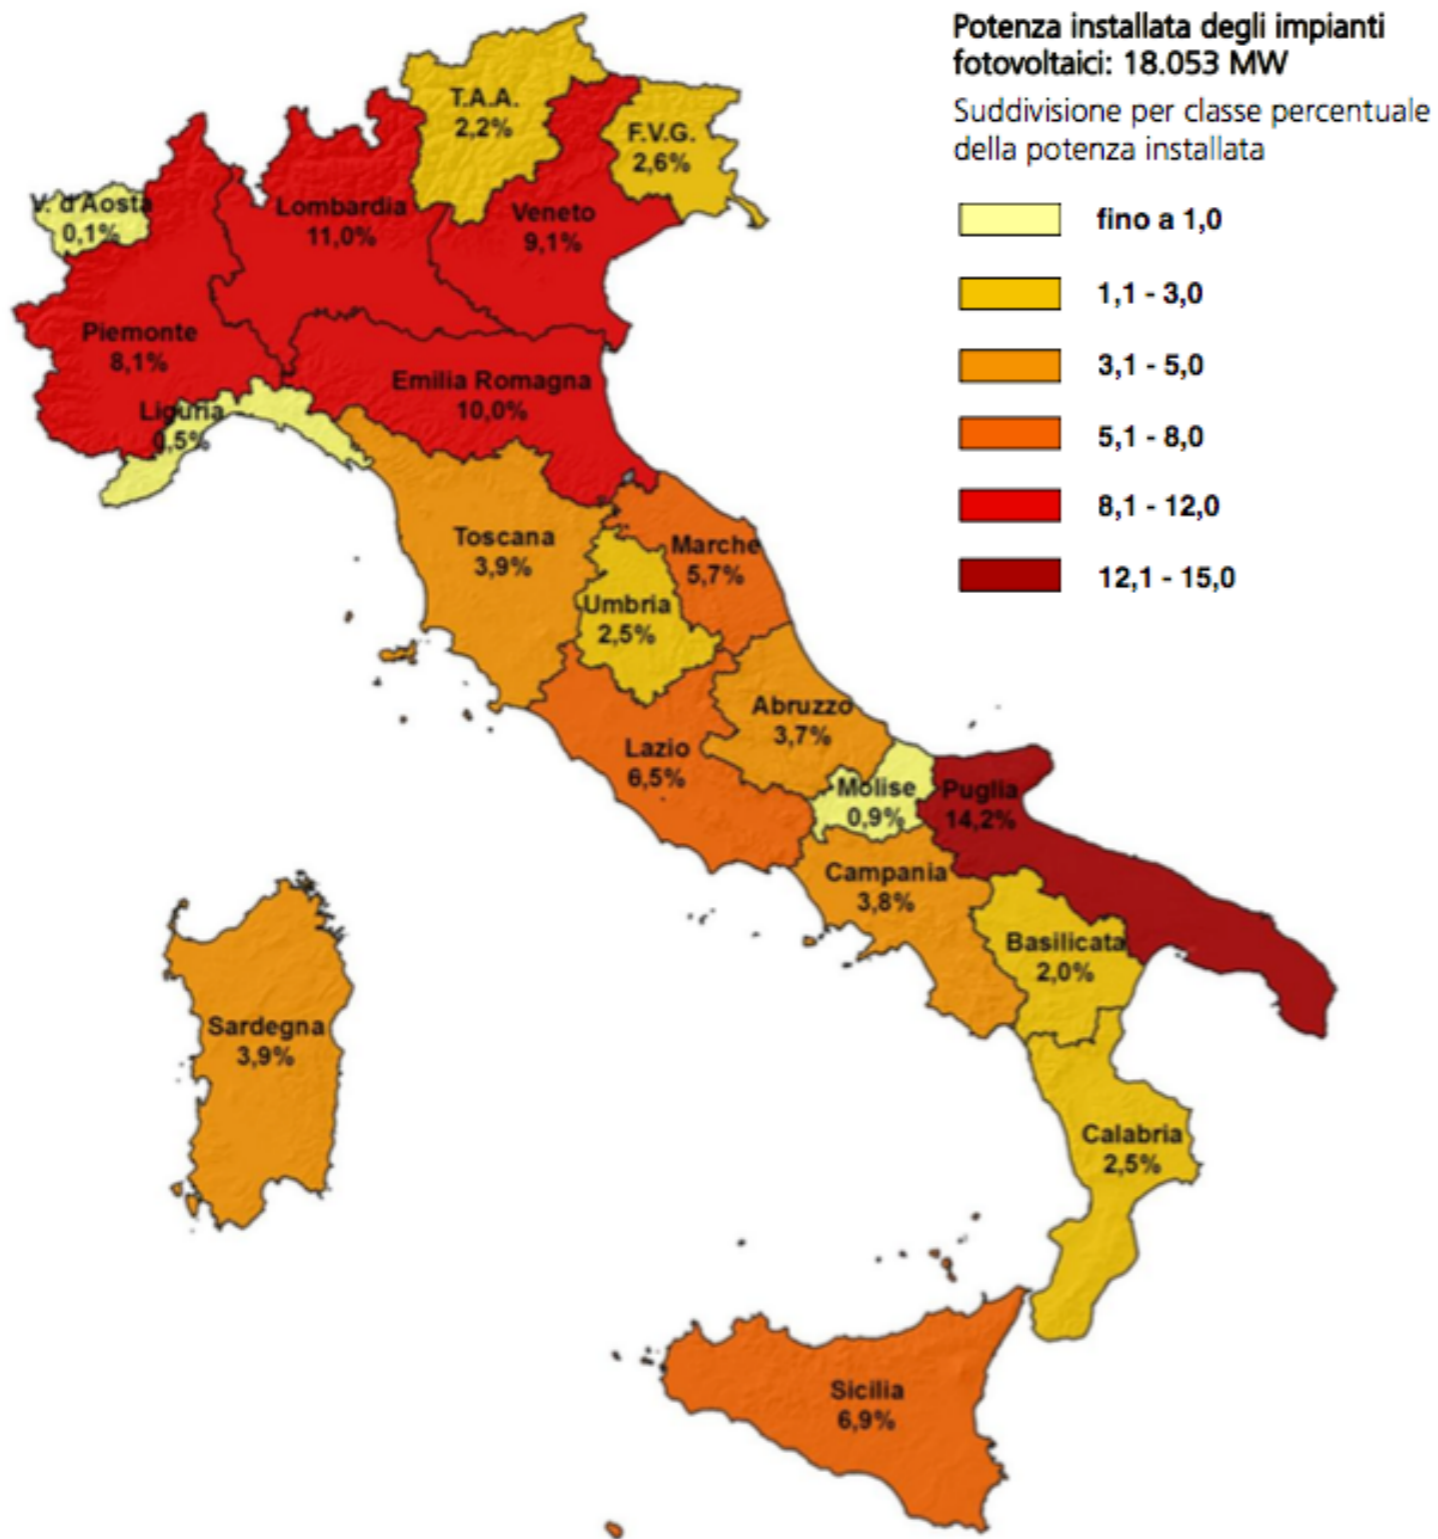 Potenza installata degli impianti
fotovoltaici: 18.053 MW
Suddivisione per classe percentuale
della potenza installata
fino a 1,0
1,1 - 3,0
3,1 - 5,0
5,1 - 8,0
8,1 - 12,0
12,1 - 15,0
T.A.A.
2,2%
F.V.G.
2,6%
V. d'Aosta
0,1%
Lombardia
11,0%
Veneto
9,1%
Piemonte
8,1%
Emilia Romagna
10,0%
Liguria
0,5%
Toscana
3,9%
Marche
5,7%
Umbria
2,5%
Abruzzo
3,7%
Lazio
6,5%
Molise
0,9%
Puglia
14,2%
Campania
3,8%
Basilicata
2,0%
Sardegna
3,9%
Calabria
2,5%
Sicilia
6,9%